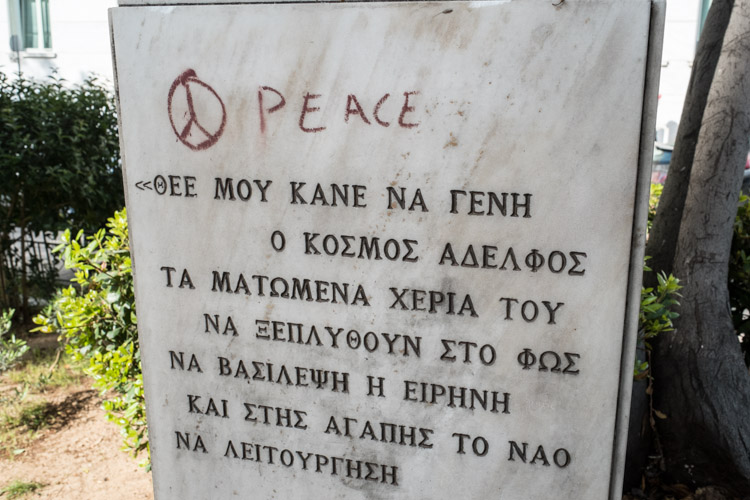 PEACE
«ΘΕΕ ΜΟΥ ΚΑΝΕ ΝΑ ΓΕΝΗ
Ο ΚΟΣΜΟΣ ΑΔΕΛΦΟΣ
ΤΑ ΜΑΤΩΜΕΝΑ ΧΕΡΙΑ ΤΟΥ
ΝΑ ΞΕΠΛΥΘΟΥΝ ΣΤΟ ΦΩΣ
ΝΑ ΒΑΣΙΛΕΨΗ Η ΕΙΡΗΝΗ
ΚΑΙ ΣΤΗΣ ΑΓΑΠΗΣ ΤΟ ΝΑΟ
ΝΑ ΛΕΙΤΟΥΡΓΗΣΗ